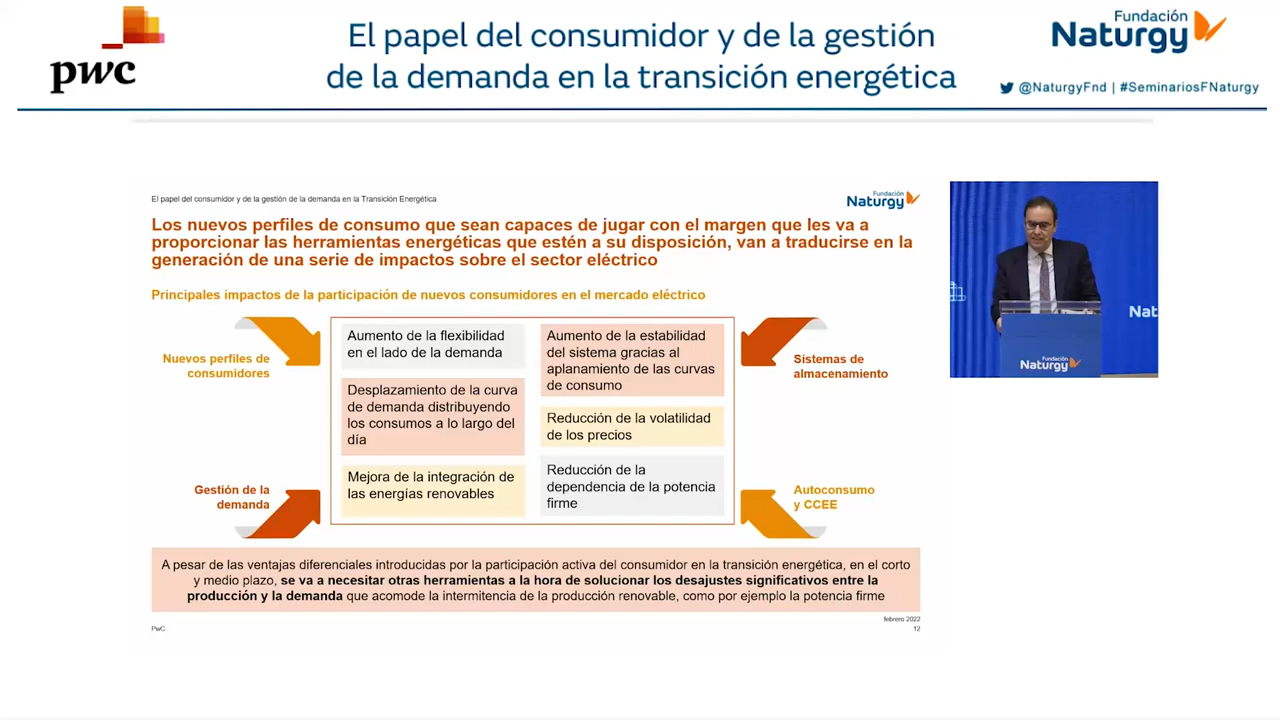 pwc
El papel del consumidor y de la gestión
de la demanda en la transición energética
Fundación
Naturgy
@NaturgyFnd | #SeminariosFNaturgy
El papel del consumidor y de la gestión de la demanda en la Transición Energética
Fundación
Naturgy
Los nuevos perfiles de consumo que sean capaces de jugar con el margen que les va a
proporcionar las herramientas energéticas que estén a su disposición, van a traducirse en la
generación de una serie de impactos sobre el sector eléctrico
Principales impactos de la participación de nuevos consumidores en el mercado eléctrico
Nuevos perfiles de
consumidores
Gestión de la
demanda
Aumento de la flexibilidad
en el lado de la demanda
Desplazamiento de la curva
de demanda distribuyendo
los consumos a lo largo del
día
Mejora de la integración de
las energías renovables
Aumento de la estabilidad
del sistema gracias al
aplanamiento de las curvas
de consumo
Reducción de la volatilidad
de los precios
Reducción de la
dependencia de la potencia
firme
Sistemas de
almacenamiento
Autoconsumo
y CCEE
A pesar de las ventajas diferenciales introducidas por la participación activa del consumidor en la transición energética, en el corto
y medio plazo, se va a necesitar otras herramientas a la hora de solucionar los desajustes significativos entre la
producción y la demanda que acomode la intermitencia de la producción renovable, como por ejemplo la potencia firme
febrero 2022
PwC
12
Nat
Fundación
Naturgy